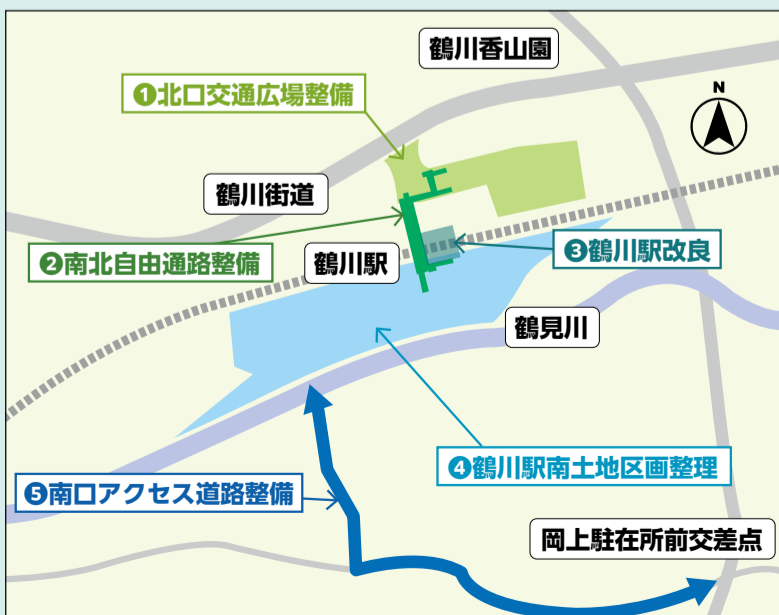 鶴川香山園
❶北口交通広場整備
N
鶴川街道
❷南北自由通路整備
鶴川駅
❸鶴川駅改良
鶴見川
❹鶴川駅南土地区画整理
❺南口アクセス道路整備
岡上駐在所前交差点